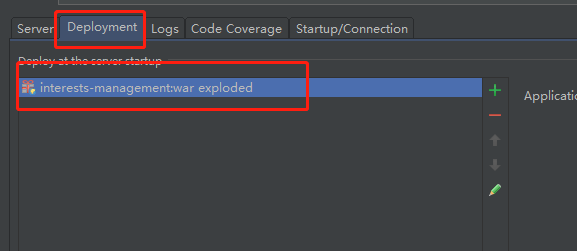 Server Deployment Logs Code Coverage Startup/Connection
Deploy at the server startup
interests-management:war exploded
Applicatio